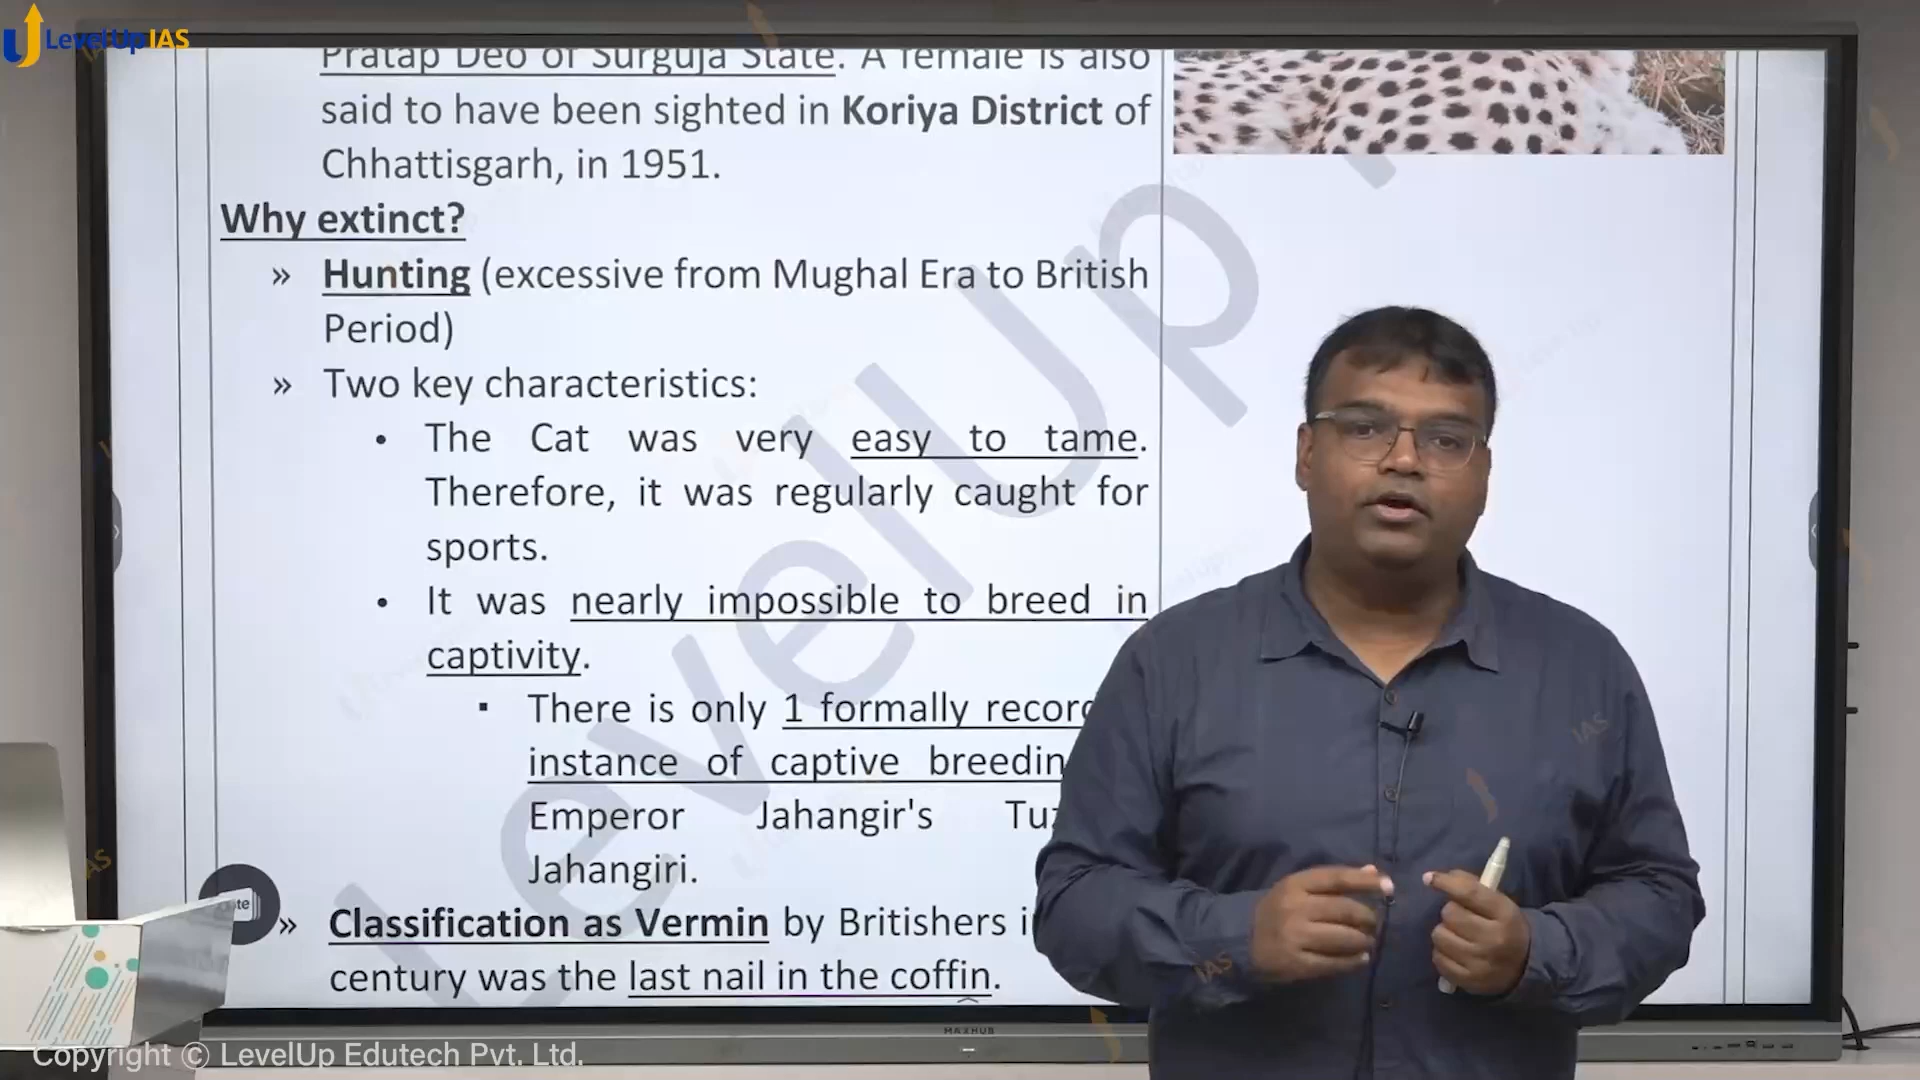 LevelUp IAS
Pratap Deo of Surguja State. A female is also
said to have been sighted in Koriya District of
Chhattisgarh, in 1951.
Why extinct?
» Hunting (excessive from Mughal Era to British
Period)
» Two key characteristics:
• The Cat was very easy to tame.
Therefore, it was regularly caught for
sports.
• It was nearly impossible to breed in
captivity.
▪ There is only 1 formally
instance of captive
Emperor Jahangir's
Jahangiri.
» Classification as Vermin by Britishers
century was the last nail in the coffin.
LevelUp
MAXHUB
Copyright © LevelUp Edutech Pvt. Ltd.